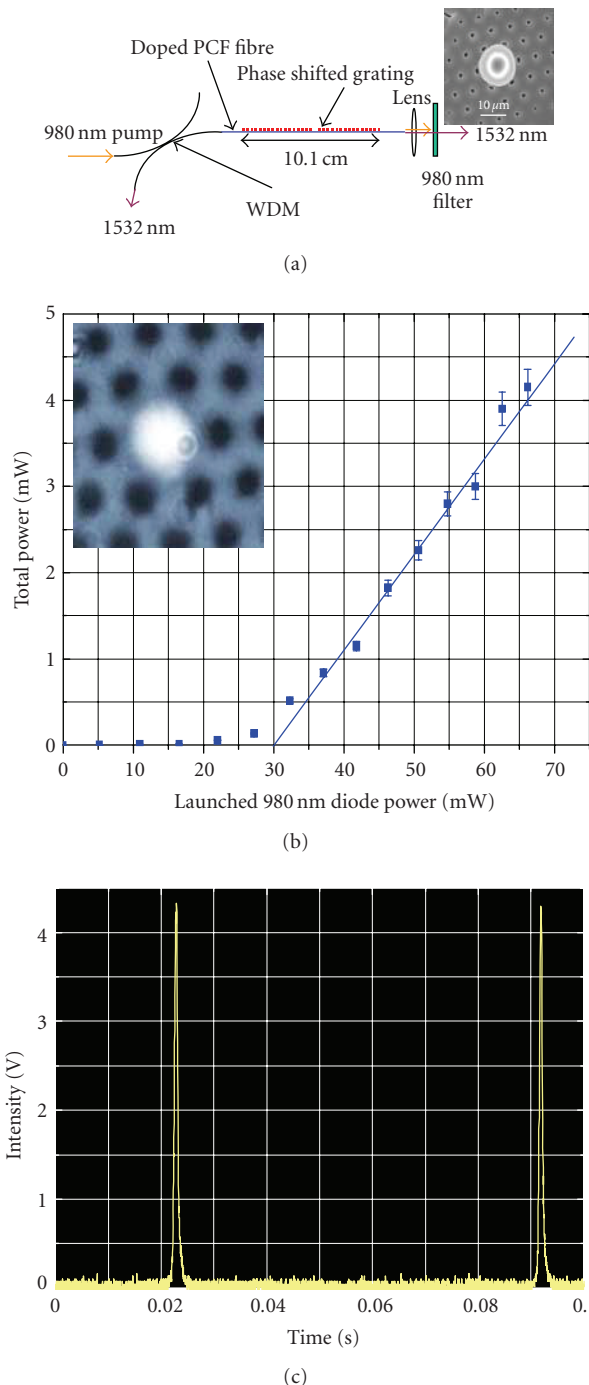 Doped PCF fibre
Phase shifted grating
Lens
10 μm
980 nm pump
1532 nm
10.1 cm
WDM
980 nm
filter
1532 nm
(a)
5
4
3
2
1
0
Total power (mW)
0 10 20 30 40 50 60 70
Launched 980 nm diode power (mW)
(b)
4
3
2
1
0
Intensity (V)
0 0.02 0.04 0.06 0.08 0.
Time (s)
(c)